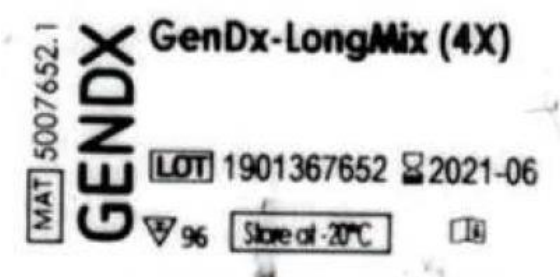 MAT 5007652.1
GENDX
GenDx-LongMix (4X)
LOT 1901367652 2021-06
96 Store at -20°C